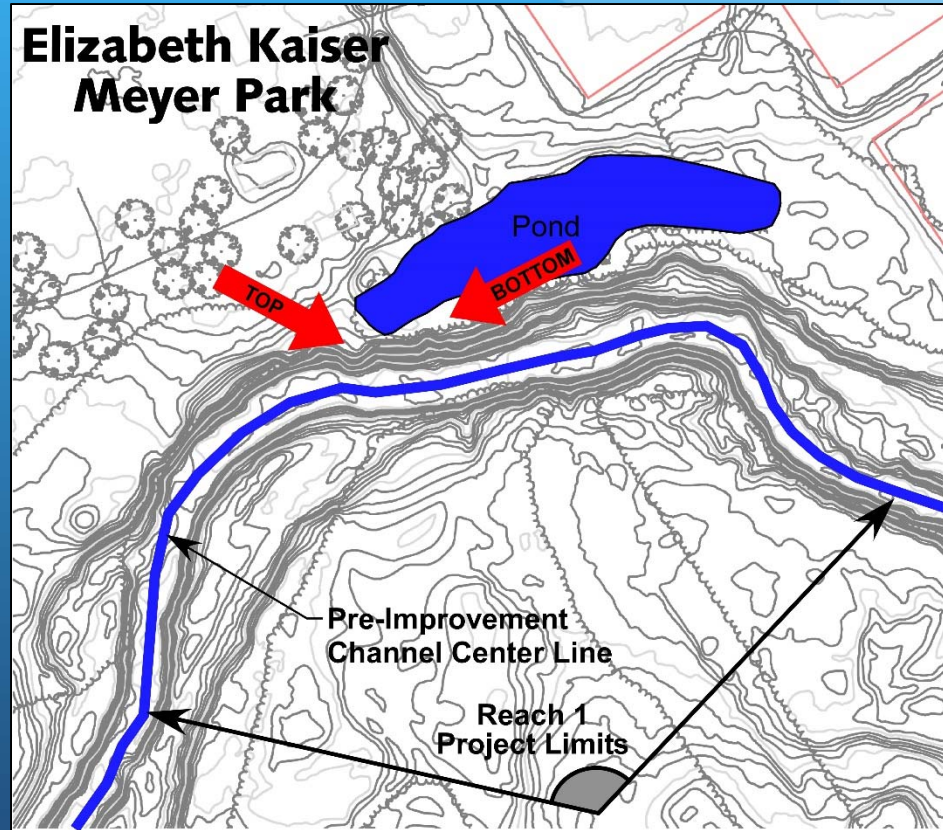 Elizabeth Kaiser
Meyer Park
Pond
TOP
BOTTOM
Pre-Improvement
Channel Center Line
Reach 1
Project Limits